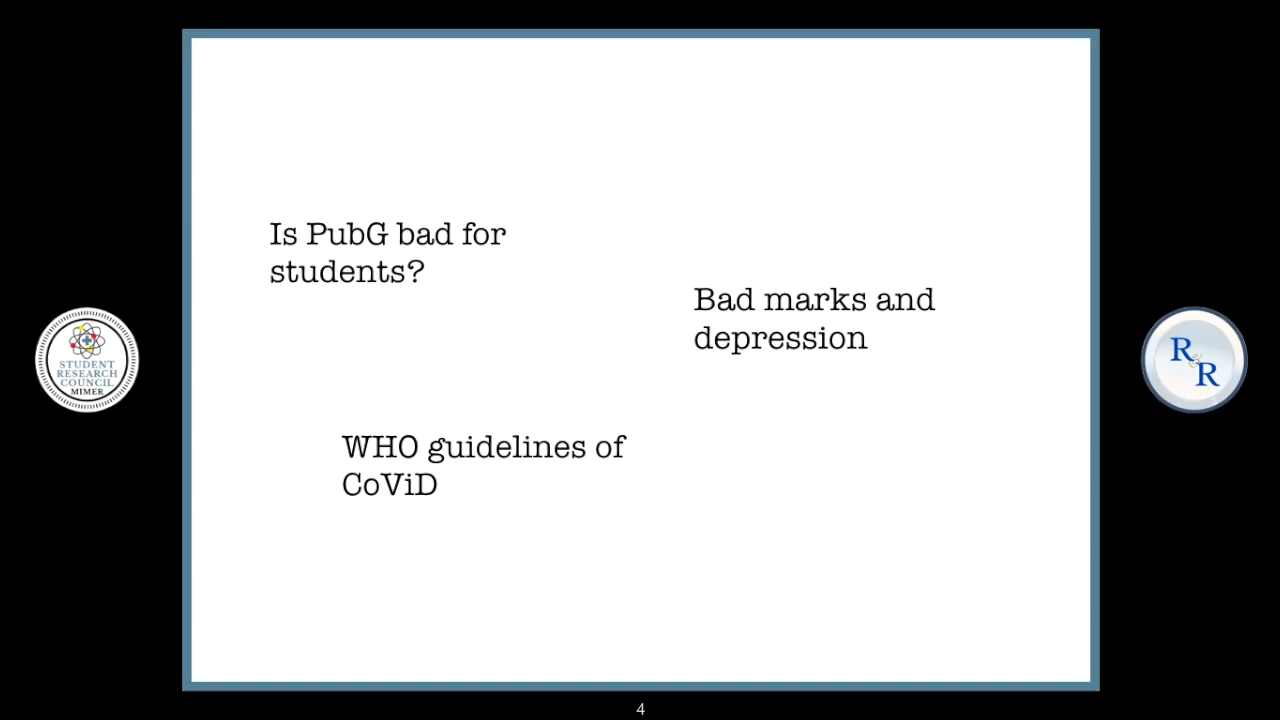 Is PubG bad for
students?
Bad marks and
depression
WHO guidelines of
CoViD
STUDENT
RESEARCH
COUNCIL
MIMER
R
&
R
4